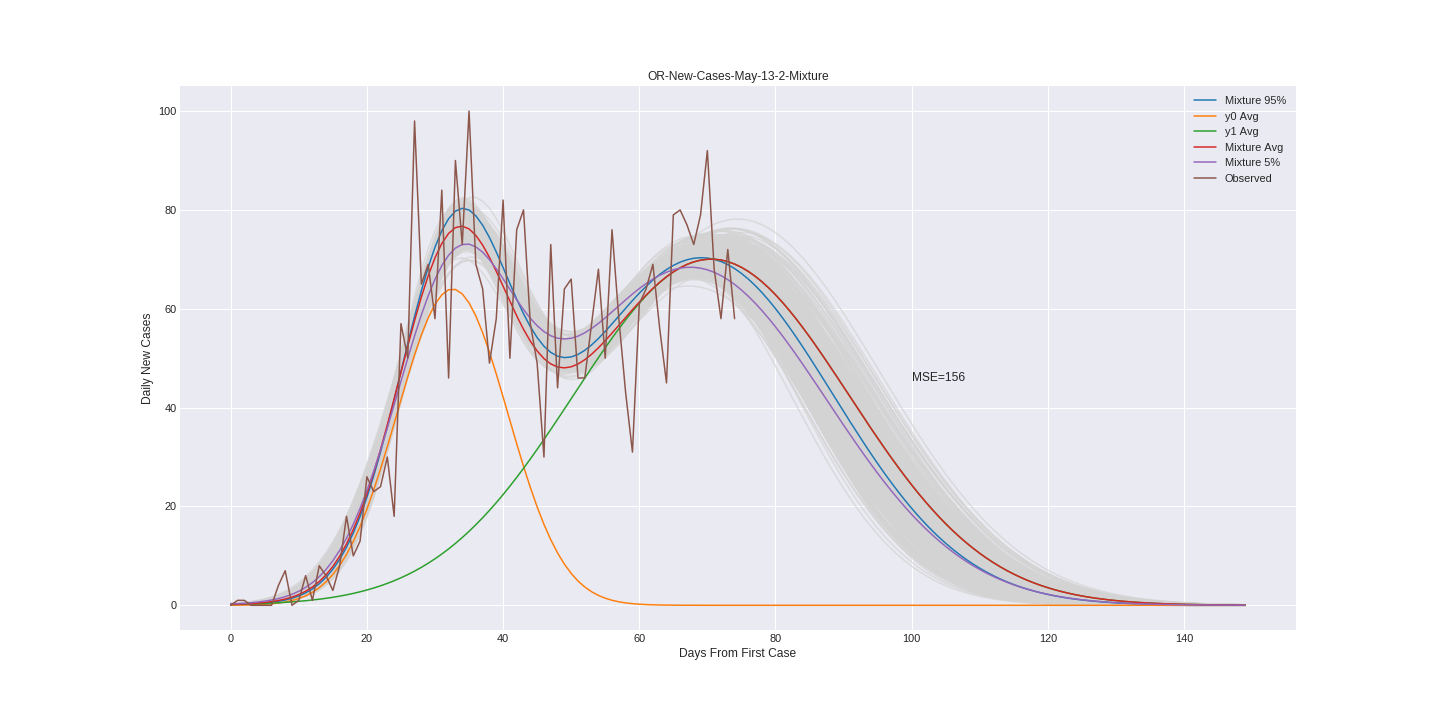 OR-New-Cases-May-13-2-Mixture
Mixture 95%
y0 Avg
y1 Avg
Mixture Avg
Mixture 5%
Observed
Daily New Cases
100
80
60
40
20
0
MSE=156
0 20 40 60 80 100 120 140
Days From First Case